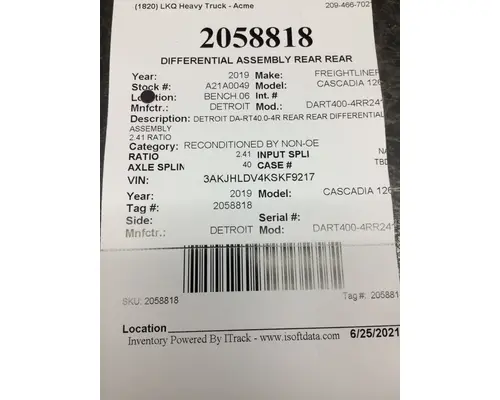 (1820) LKQ Heavy Truck - Acme 209-466-702
2058818
DIFFERENTIAL ASSEMBLY REAR REAR
Year: 2019 Make: FREIGHTLINER
Stock #: A21A0049 Model: CASCADIA 126
Location: BENCH 06 Int. #
Mnfctr.: DETROIT Mod.: DART400-4RR241
Description: DETROIT DA-RT40.0-4R REAR REAR DIFFERENTIAL
ASSEMBLY
2.41 RATIO
Category: RECONDITIONED BY NON-OE
RATIO 2.41 INPUT SPLI NA
AXLE SPLIN 40 CASE # TBD
VIN: 3AKJHLDV4KSKF9217
Year: 2019 Model: CASCADIA 126
Tag #: 2058818
Side: Serial #:
Mnfctr.: DETROIT Mod: DART400-4RR241
SKU: 2058818 Tag #: 205881
Location
Inventory Powered By ITrack - www.isoftdata.com 6/25/2021